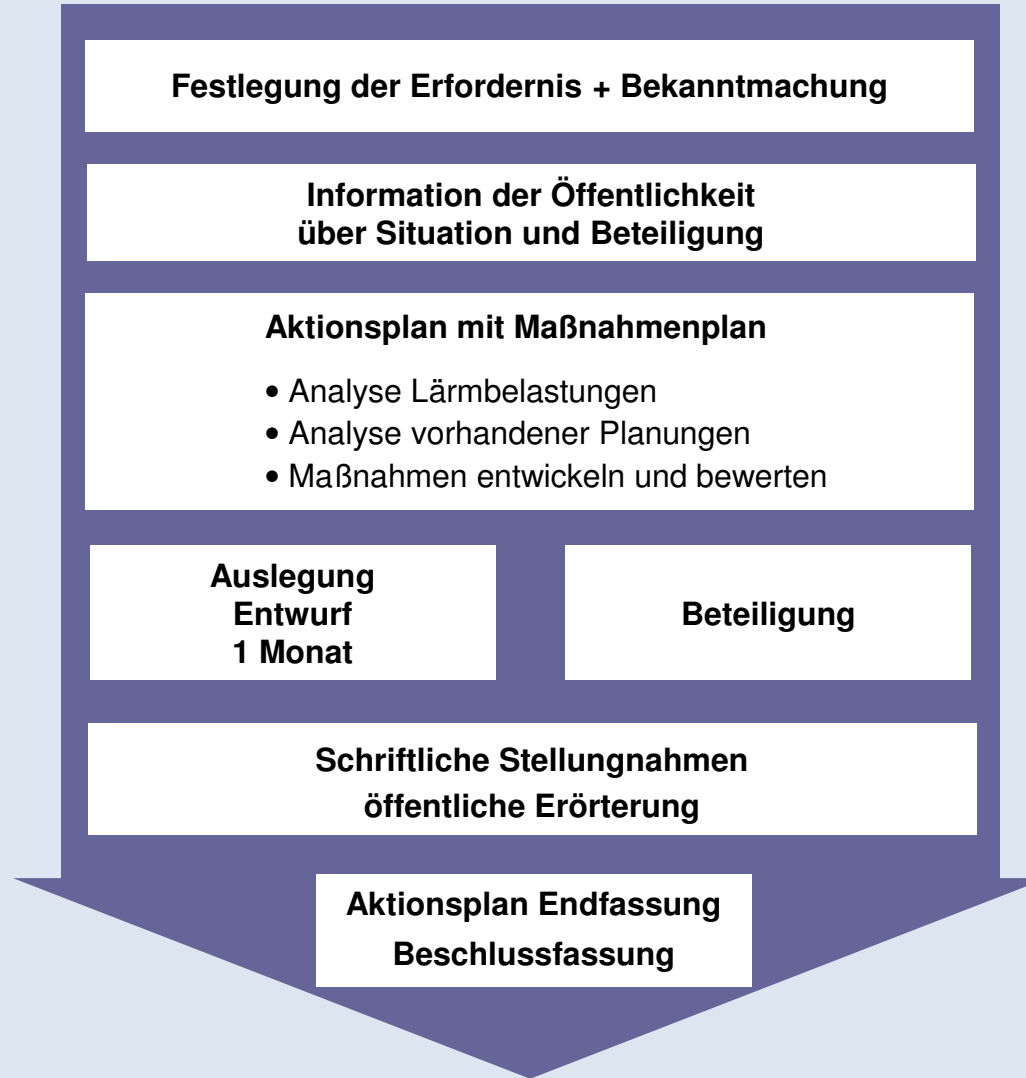 Festlegung der Erfordernis + Bekanntmachung
Information der Öffentlichkeit
über Situation und Beteiligung
Aktionsplan mit Maßnahmenplan
• Analyse Lärmbelastungen
• Analyse vorhandener Planungen
• Maßnahmen entwickeln und bewerten
Auslegung
Entwurf
1 Monat
Beteiligung
Schriftliche Stellungnahmen
öffentliche Erörterung
Aktionsplan Endfassung
Beschlussfassung